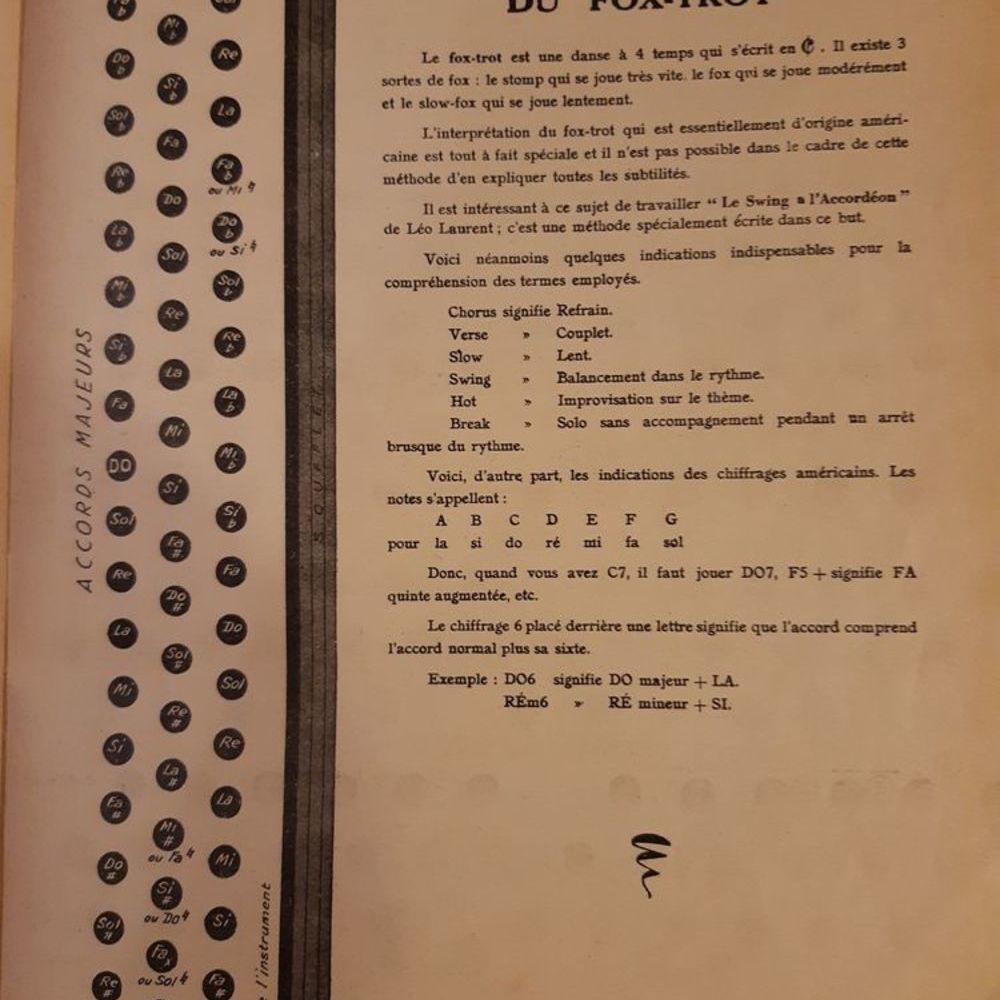 DU FOX-TROT
Le fox-trot est une danse à 4 temps qui s'écrit en ¢. Il existe 3
sortes de fox : le stomp qui se joue très vite. le fox qui se joue modérément
et le slow-fox qui se joue lentement.
L'interprétation du fox-trot qui est essentiellement d'origine améri-
caine est tout à fait spéciale et il n'est pas possible dans le cadre de cette
méthode d'en expliquer toutes les subtilités.
Il est intéressant à ce sujet de travailler “ Le Swing a l'Accordéon ”
de Léo Laurent ; c'est une méthode spécialement écrite dans ce but.
Voici néanmoins quelques indications indispensables pour la
compréhension des termes employés.
Chorus signifie Refrain.
Verse » Couplet.
Slow » Lent.
Swing » Balancement dans le rythme.
Hot » Improvisation sur le thème.
Break » Solo sans accompagnement pendant un arrêt
brusque du rythme.
Voici, d'autre part, les indications des chiffrages américains. Les
notes s'appellent :
A B C D E F G
pour la si do ré mi fa sol
Donc, quand vous avez C7, il faut jouer DO7, F5 + signifie FA
quinte augmentée, etc.
Le chiffrage 6 placé derrière une lettre signifie que l'accord comprend
l'accord normal plus sa sixte.
Exemple : DO6 signifie DO majeur + LA.
RÉm6 » RÉ mineur + SI.
ACCORDS MAJEURS
Do ♭
Sol ♭
Re ♭
La ♭
Mi ♭
Si ♭
Fa
DO
Sol
Re
La
Mi
Si
Fa #
Do #
Sol #
Re #
Mi ♭
Si ♭
Fa
Do
Sol
Re
La
Mi
Si
Fa #
Do #
Sol #
Re #
La #
Mi #
ou Fa ♮
Si #
ou Do ♮
Fa x
ou Sol ♮
Re
La
Fa ♭
ou Mi ♮
Do ♭
ou Si ♮
Sol ♭
Re ♭
La ♭
Mi ♭
Si ♭
Fa
Do
Sol
Re
La
Mi
Si
Fa #
SOUFFLET
l'instrument